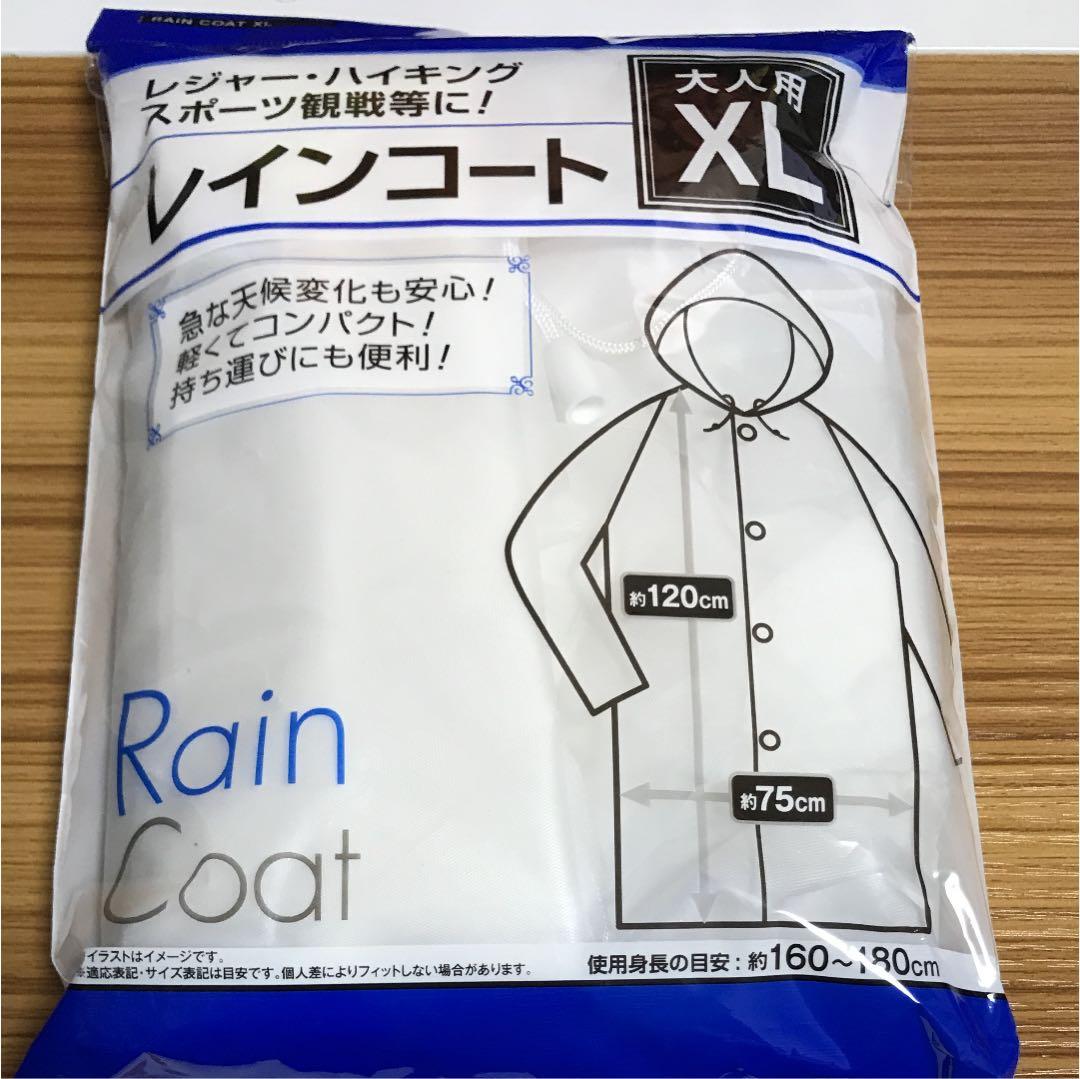 RAIN COAT XL
レジャー・ハイキング
スポーツ観戦等に!
大人用
XL
レインコート
急な天候変化も安心!
軽くてコンパクト!
持ち運びにも便利!
約120cm
約75cm
Rain
Coat
イラストはイメージです。
※適応表記・サイズ表記は目安です。個人差によりフィットしない場合があります。
使用身長の目安:約160~180cm